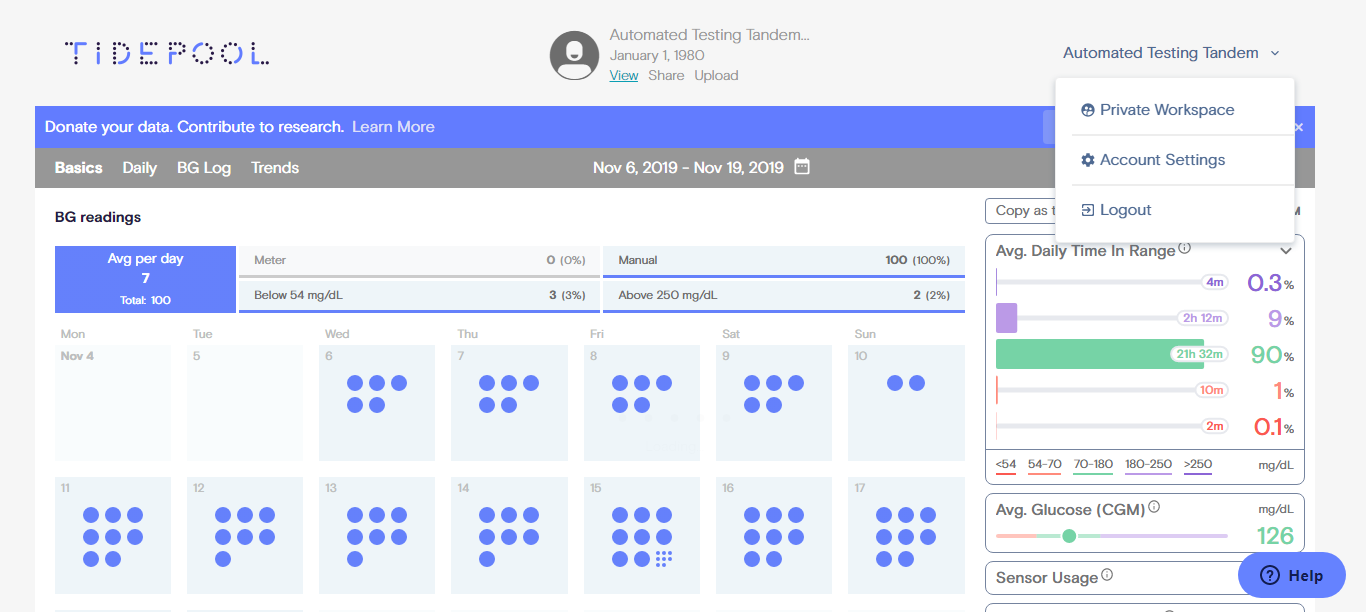 TIDEPOOL
Automated Testing Tandem...
January 1, 1980
View Share Upload
Automated Testing Tandem
Private Workspace
Account Settings
Logout
Donate your data. Contribute to research. Learn More
Basics Daily BG Log Trends
Nov 6, 2019 - Nov 19, 2019
BG readings
Avg per day
7
Total: 100
Meter 0 (0%)
Manual 100 (100%)
Below 54 mg/dL 3 (3%)
Above 250 mg/dL 2 (2%)
Mon Tue Wed Thu Fri Sat Sun
Nov 4 5 6 7 8 9 10
11 12 13 14 15 16 17
Copy as t
Avg. Daily Time In Range
4m 0.3%
2h 12m 9%
21h 32m 90%
10m 1%
2m 0.1%
<54 54-70 70-180 180-250 >250 mg/dL
Avg. Glucose (CGM) mg/dL
126
Sensor Usage
Help